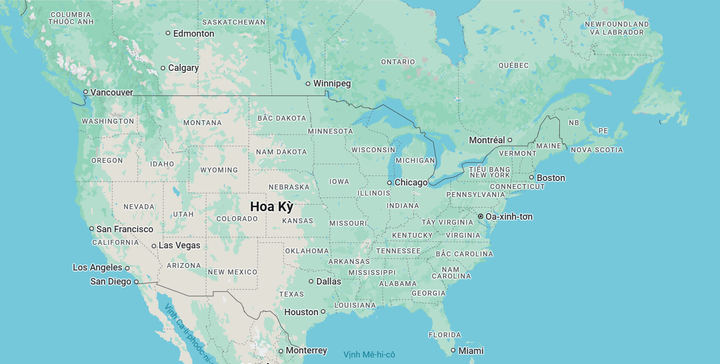 COLUMBIA
THUỘC ANH
SASKATCHEWAN
NEWFOUNDLAND
VÀ LABRADOR
Edmonton
Calgary
ONTARIO
QUÉBEC
Winnipeg
Vancouver
WASHINGTON
MONTANA
BẮC DAKOTA
MINNESOTA
NB
PE
Montréal
MAINE
NOVA SCOTIA
OREGON
IDAHO
NAM DAKOTA
WISCONSIN
MICHIGAN
VERMONT
WYOMING
TIỂU BANG
NEW YORK
Boston
IOWA
Chicago
CONNECTICUT
NEBRASKA
ILLINOIS
PENNSYLVANIA
NEVADA
UTAH
COLORADO
Hoa Kỳ
KANSAS
INDIANA
Oa-xinh-tơn
San Francisco
MISSOURI
TÂY VIRGINIA
CALIFORNIA
Las Vegas
KENTUCKY
VIRGINIA
OKLAHOMA
TENNESSEE
BẮC CAROLINA
Los Angeles
ARIZONA
NEW MEXICO
ARKANSAS
MISSISSIPPI
NAM
CAROLINA
San Diego
Dallas
ALABAMA
TEXAS
GEORGIA
LOUISIANA
Houston
FLORIDA
Monterrey
Vịnh Mê-hi-cô
Miami